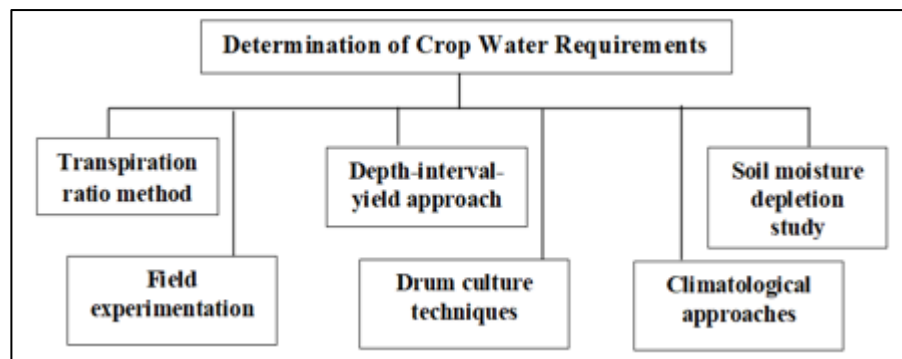 Determination of Crop Water Requirements
Transpiration
ratio method
Depth-interval-
yield approach
Soil moisture
depletion
study
Field
experimentation
Drum culture
techniques
Climatological
approaches